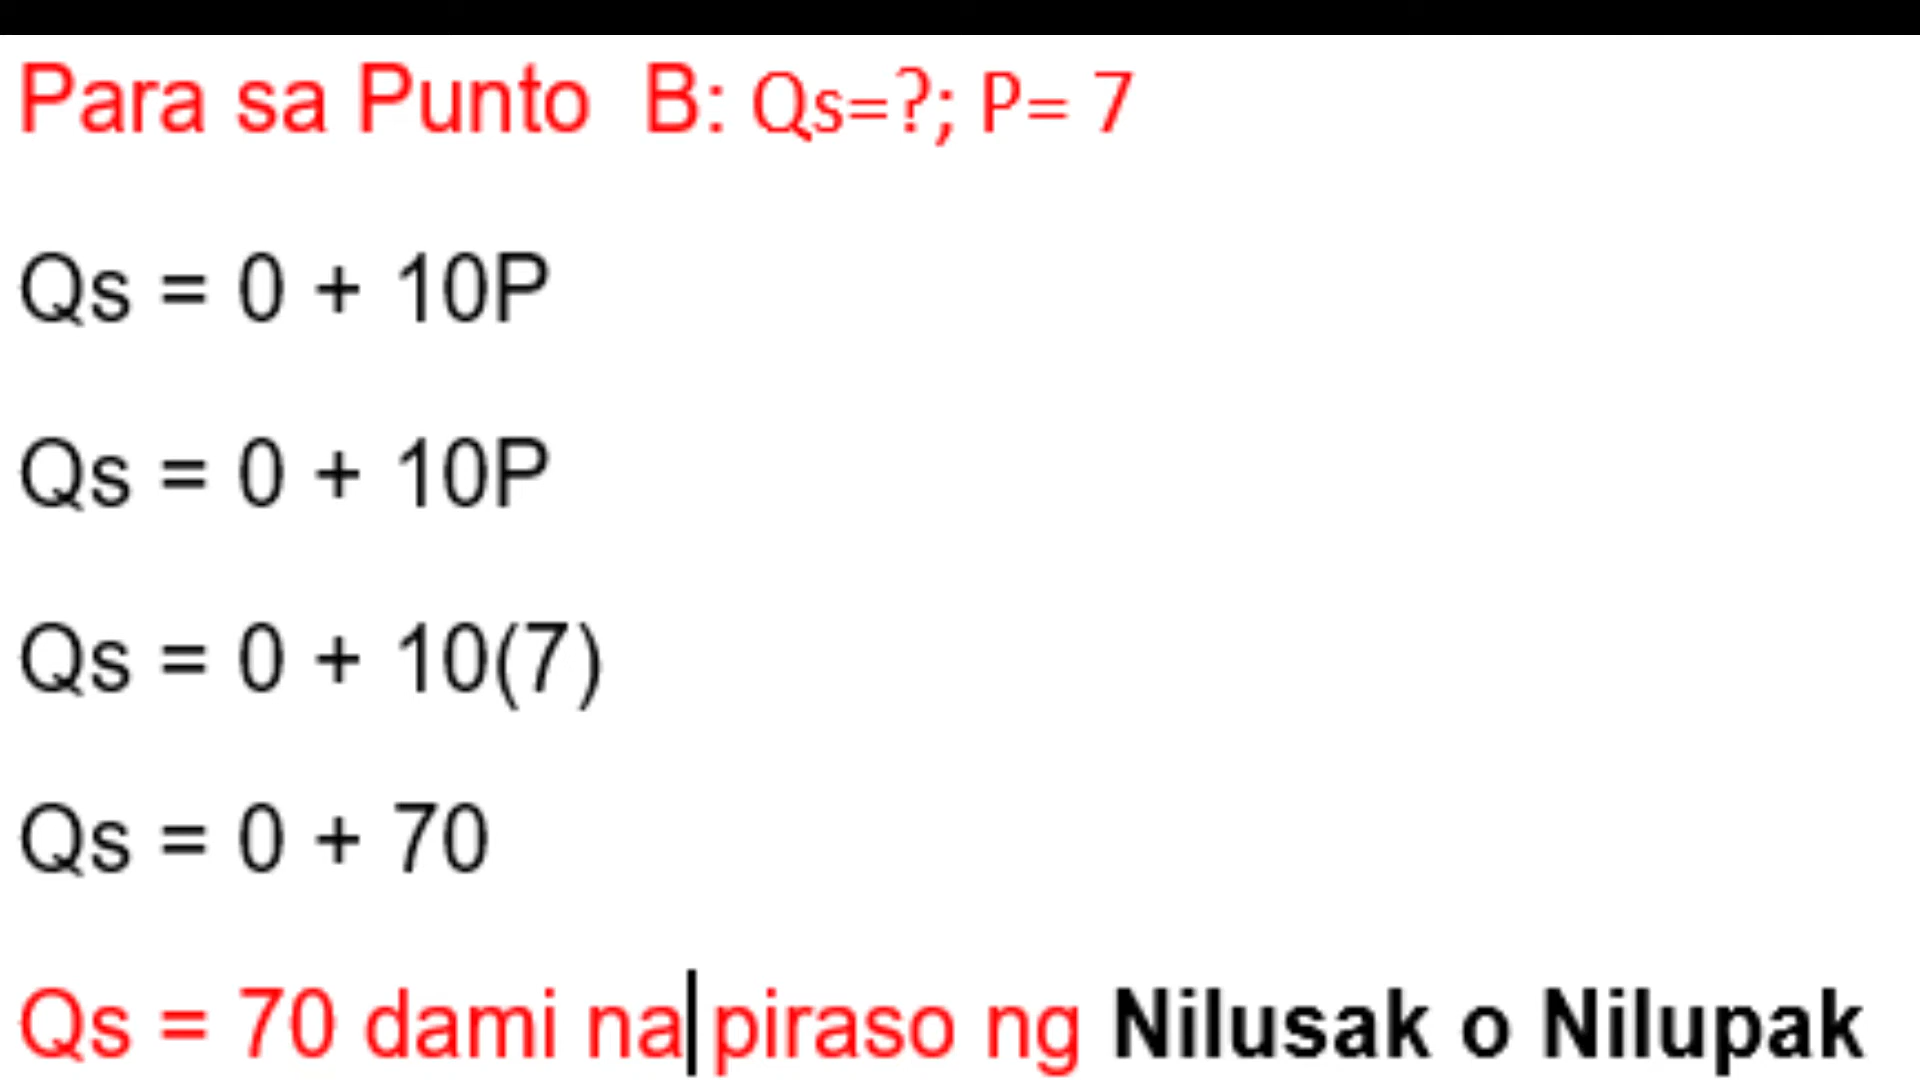 Para sa Punto B: Qs=?; P= 7
Qs = 0 + 10P
Qs = 0 + 10P
Qs = 0 + 10(7)
Qs = 0 + 70
Qs = 70 dami na piraso ng Nilusak o Nilupak